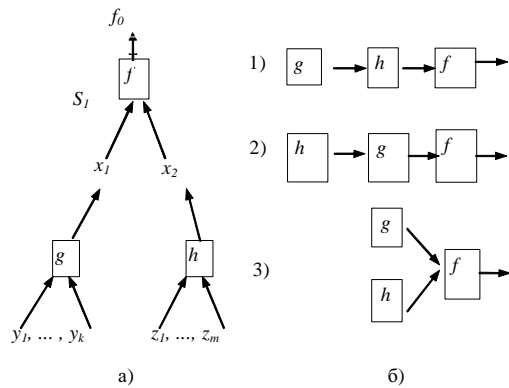 f₀
f
S₁
x₁ x₂
g h
y₁, ... , yₖ z₁, ..., zₘ
а)
1) g h f
2) h g f
3) g h f
б)